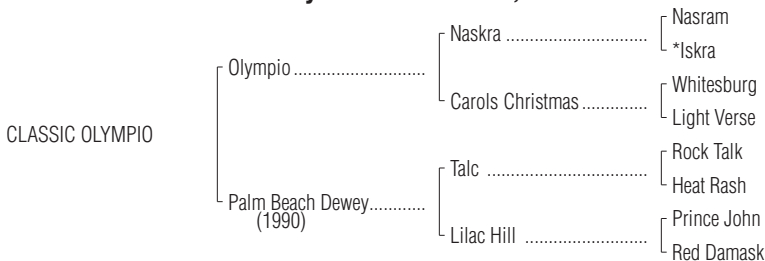 Nasram
Naskra ..............................
*Iskra
Olympio ............................
Whitesburg
Carols Christmas ..............
Light Verse
CLASSIC OLYMPIO
Rock Talk
Talc ..................................
Heat Rash
Palm Beach Dewey............
(1990)
Prince John
Lilac Hill ..........................
Red Damask